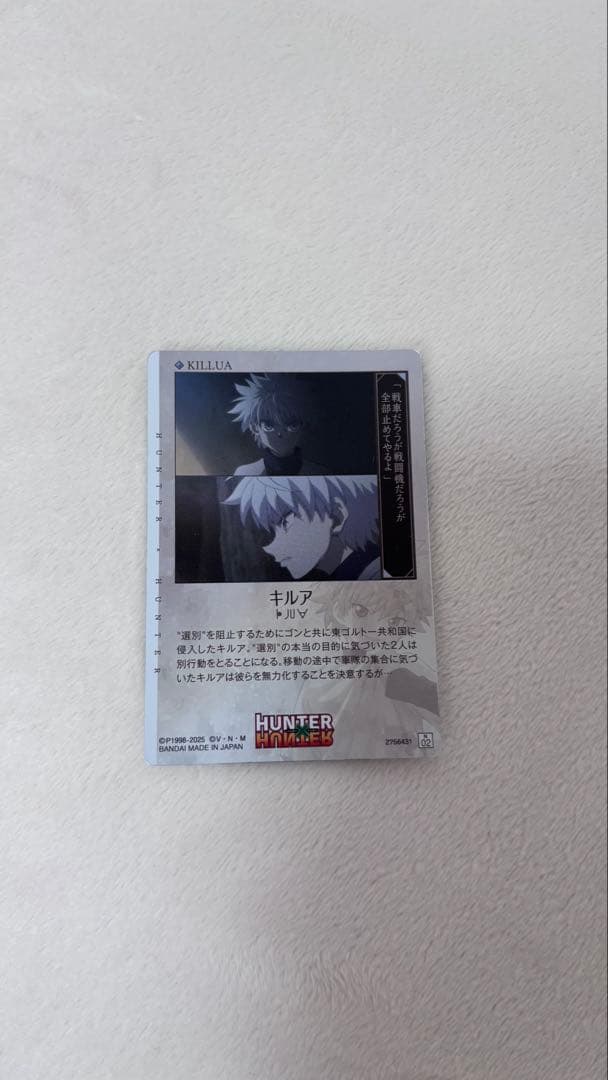 KILLUA
「戦車だろうが戦闘機だろうが
全部止めてやるよ」
HUNTER × HUNTER
キルア
"選別"を阻止するためにゴンと共に東ゴルトー共和国に
侵入したキルア。"選別"の本当の目的に気づいた2人は
別行動をとることになる。移動の途中で軍隊の集合に気づ
いたキルアは彼らを無力化することを決意するが…
©P1998-2025 ©V・N・M
BANDAI MADE IN JAPAN
HUNTER
HUNTER
2756431
N
02